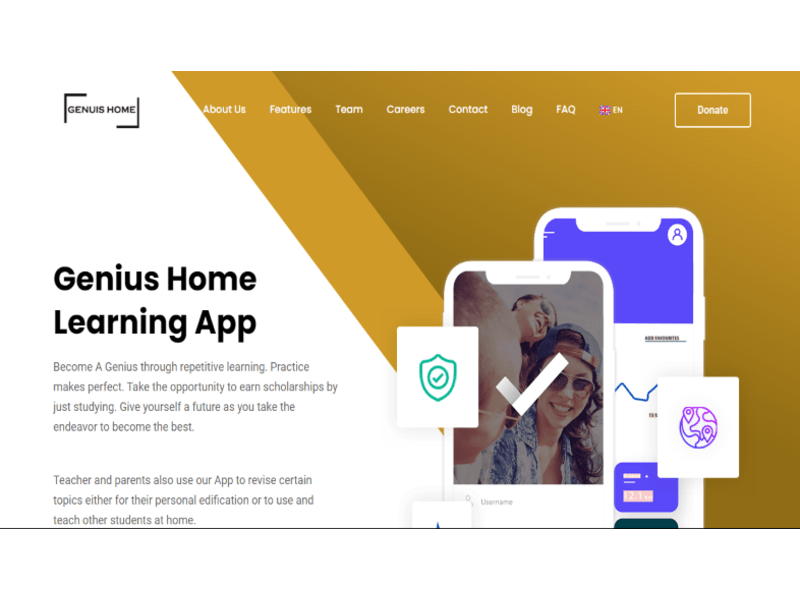 GENUIS HOME
About Us Features Team Careers Contact Blog FAQ EN Donate
Genius Home
Learning App
Become A Genius through repetitive learning. Practice
makes perfect. Take the opportunity to earn scholarships by
just studying. Give yourself a future as you take the
endeavor to become the best.
Teacher and parents also use our App to revise certain
topics either for their personal edification or to use and
teach other students at home.
ADD FAVOURITES
12.1
Username